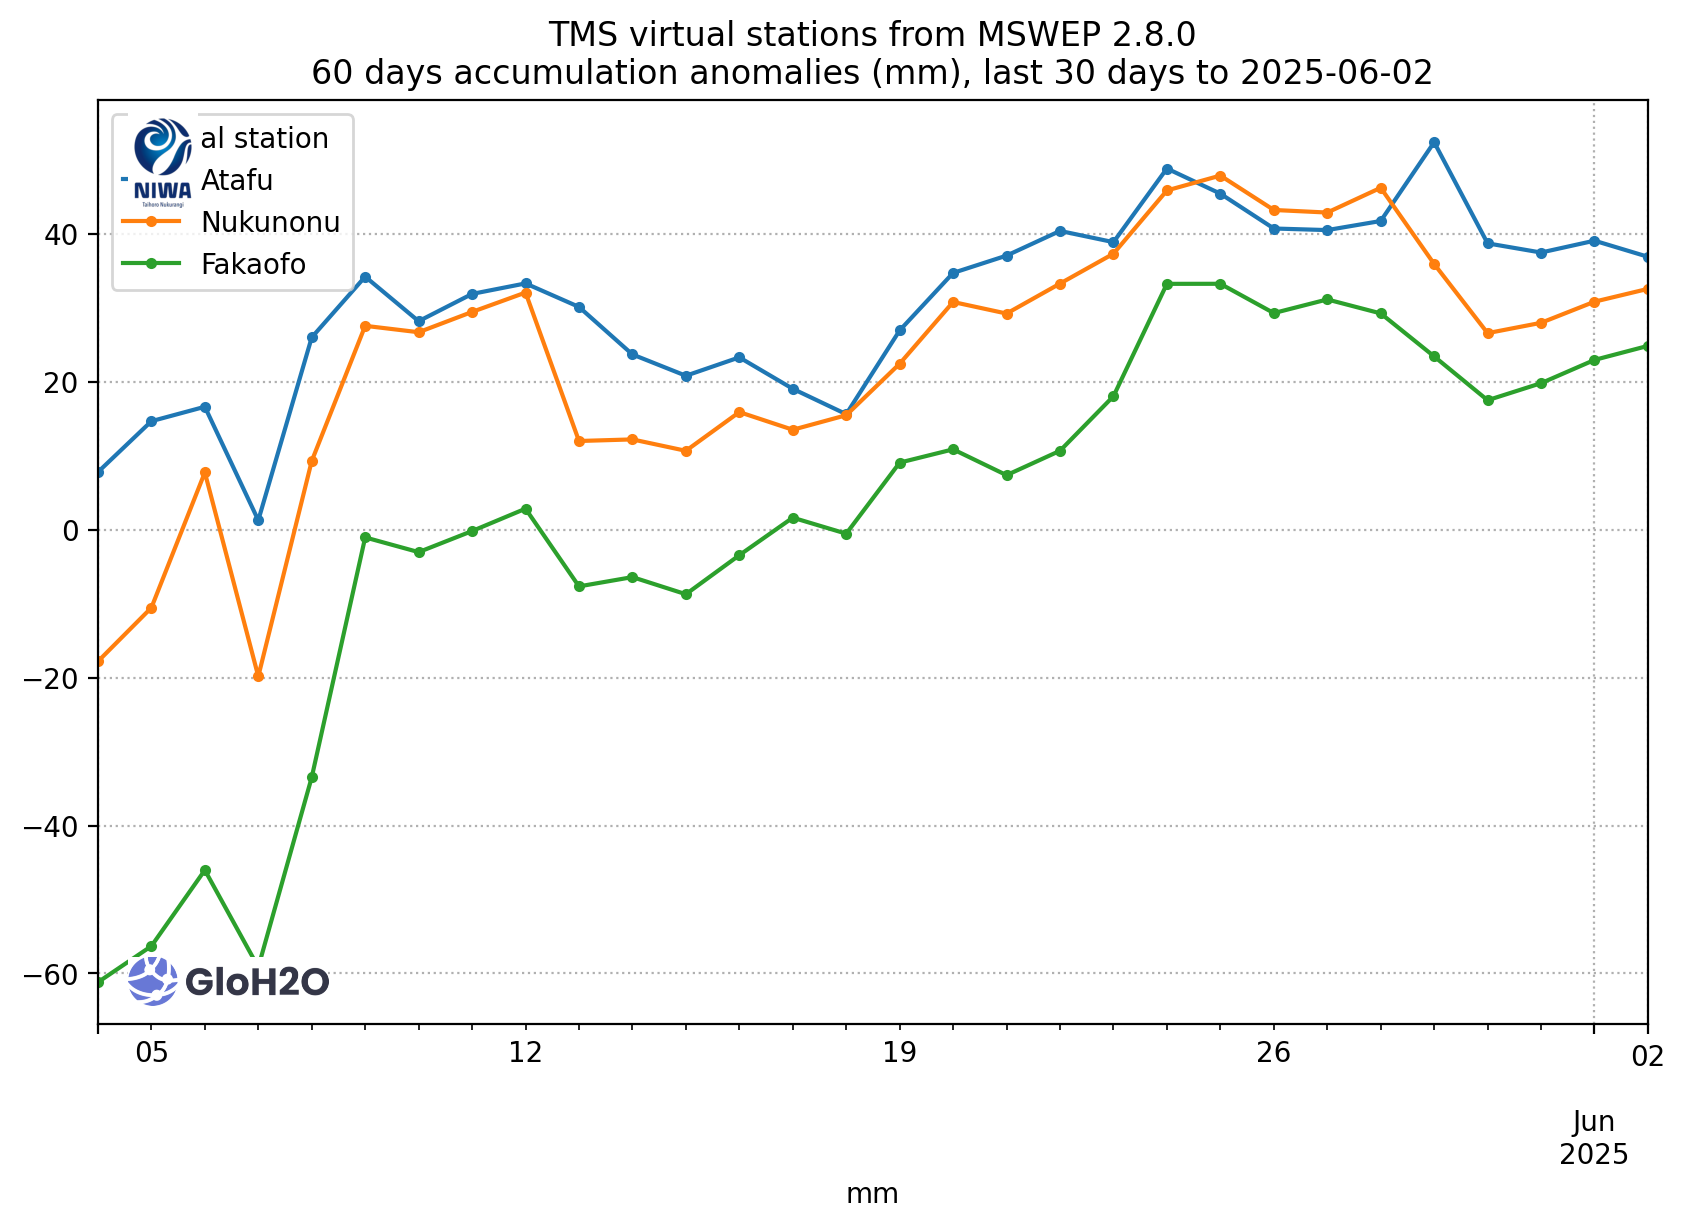 TMS virtual stations from MSWEP 2.8.0
60 days accumulation anomalies (mm), last 30 days to 2025-06-02
al station
Atafu
Nukunonu
Fakaofo
NIWA
Taihoro Nukurangi
40
20
0
−20
−40
−60
GloH2O
05
12
19
26
02
Jun
2025
mm